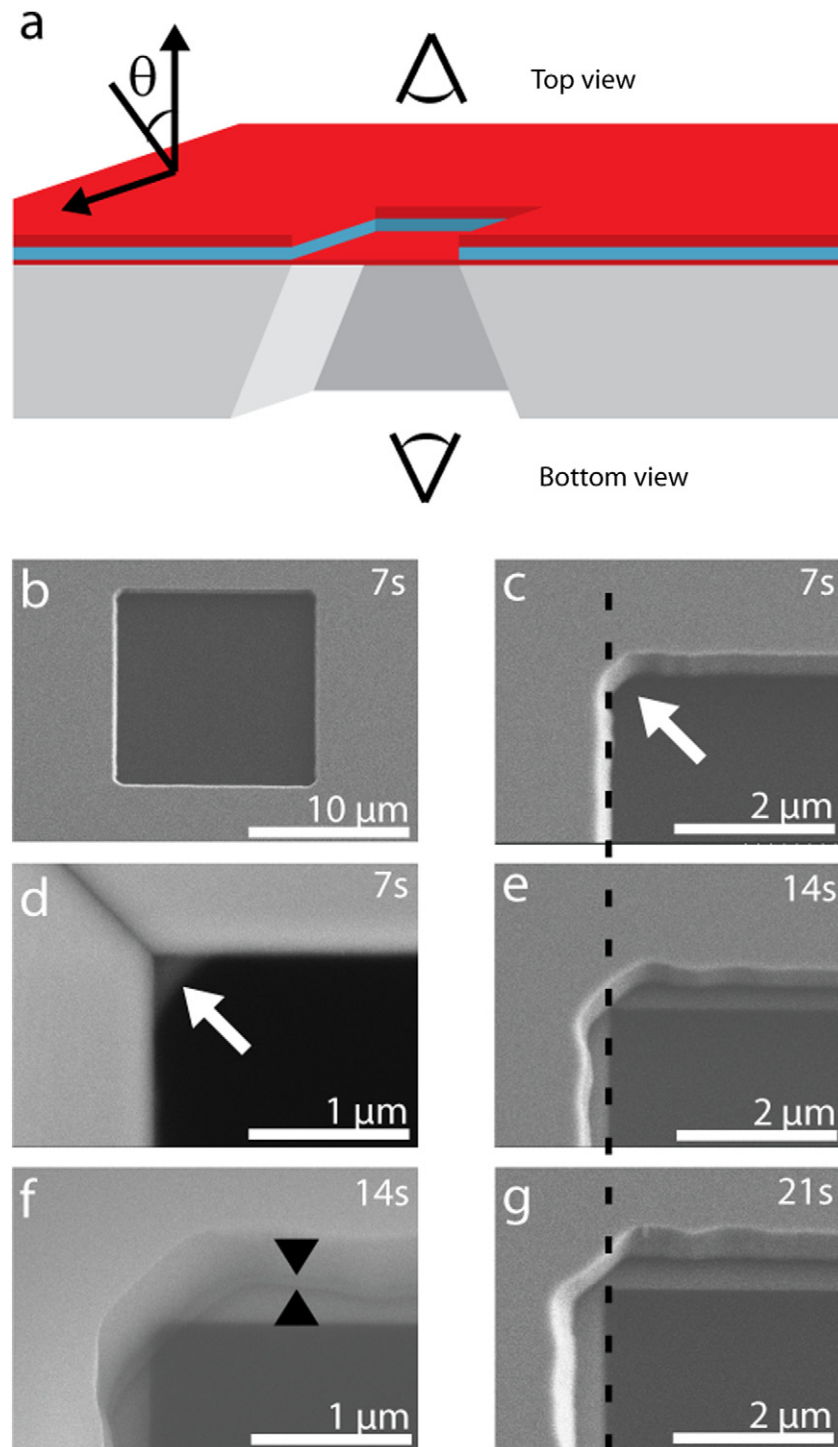 a
θ
Top view
Bottom view
b
7s
10 μm
c
7s
2 μm
d
7s
1 μm
e
14s
2 μm
f
14s
1 μm
g
21s
2 μm